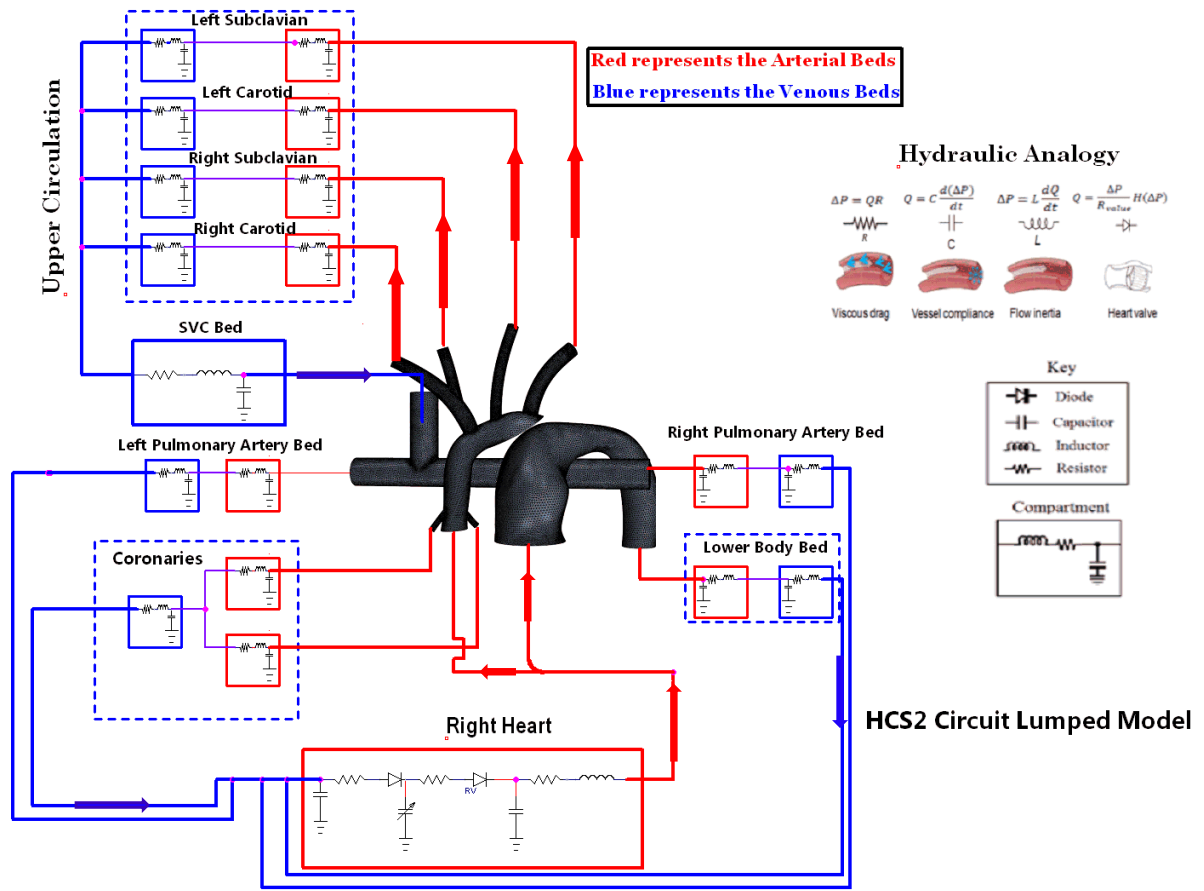 Left Subclavian
Left Carotid
Right Subclavian
Right Carotid
Upper Circulation
SVC Bed
Red represents the Arterial Beds
Blue represents the Venous Beds
Hydraulic Analogy
ΔP = QR
Q = C d(ΔP)/dt
ΔP = L dQ/dt
Q = ΔP/Rvalue H(ΔP)
R
C
L
Viscous drag
Vessel compliance
Flow inertia
Heart valve
Key
Diode
Capacitor
Inductor
Resistor
Compartment
Left Pulmonary Artery Bed
Right Pulmonary Artery Bed
Coronaries
Lower Body Bed
Right Heart
RV
HCS2 Circuit Lumped Model